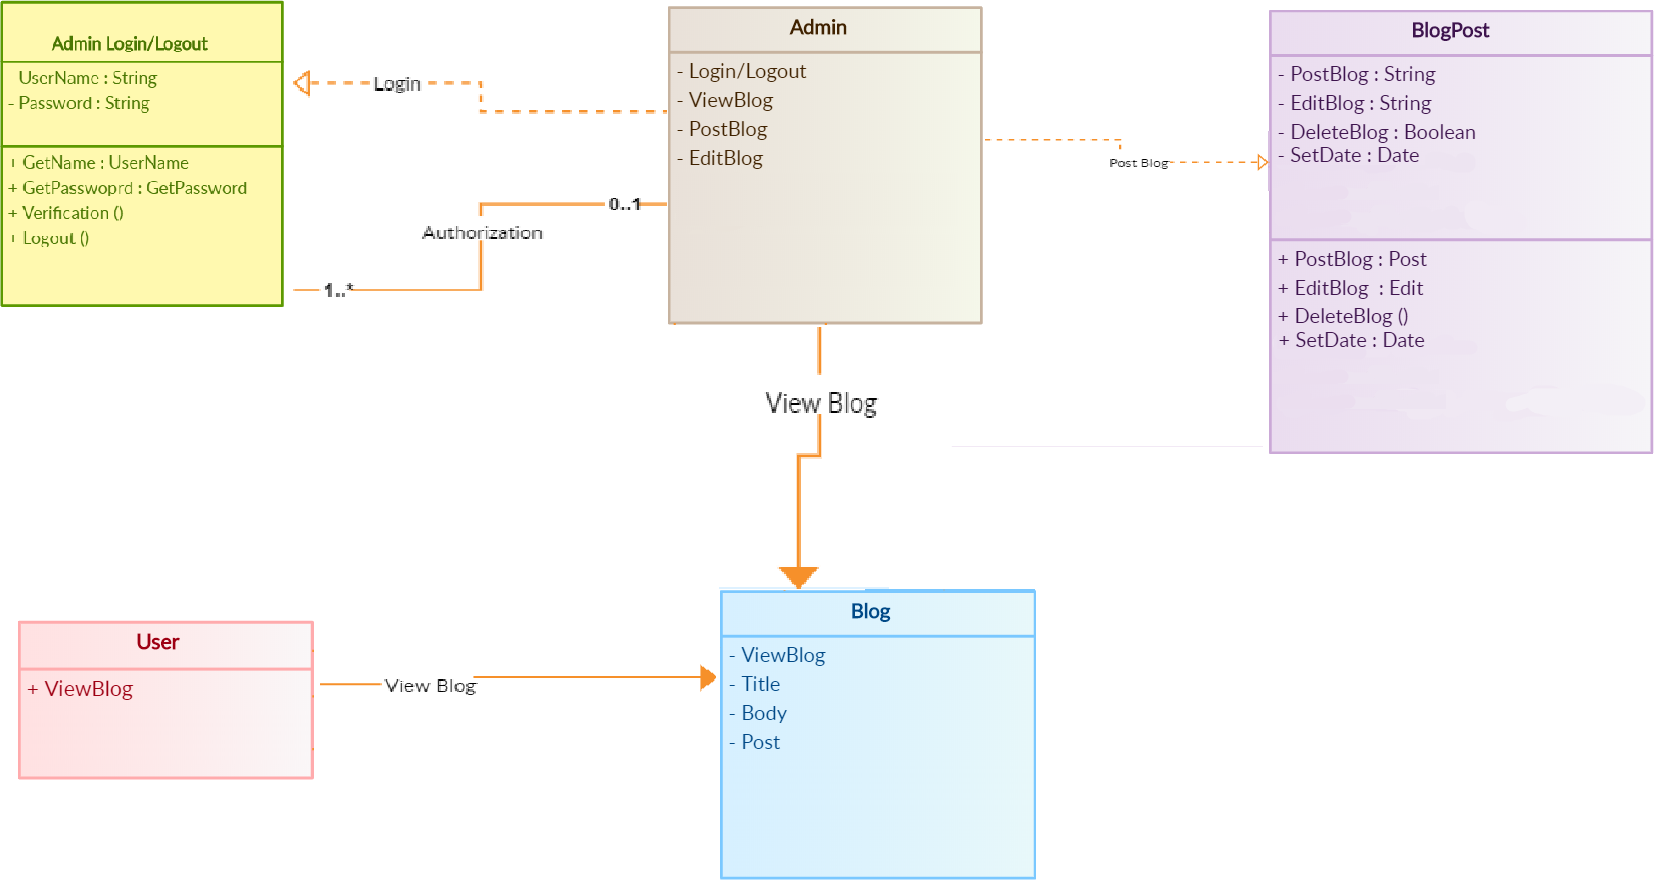 Admin Login/Logout
UserName : String
- Password : String
+ GetName : UserName
+ GetPasswoprd : GetPassword
+ Verification ()
+ Logout ()
Login
Authorization
0..1
1..*
Admin
- Login/Logout
- ViewBlog
- PostBlog
- EditBlog
Post Blog
BlogPost
- PostBlog : String
- EditBlog : String
- DeleteBlog : Boolean
- SetDate : Date
+ PostBlog : Post
+ EditBlog : Edit
+ DeleteBlog ()
+ SetDate : Date
View Blog
User
+ ViewBlog
View Blog
Blog
- ViewBlog
- Title
- Body
- Post